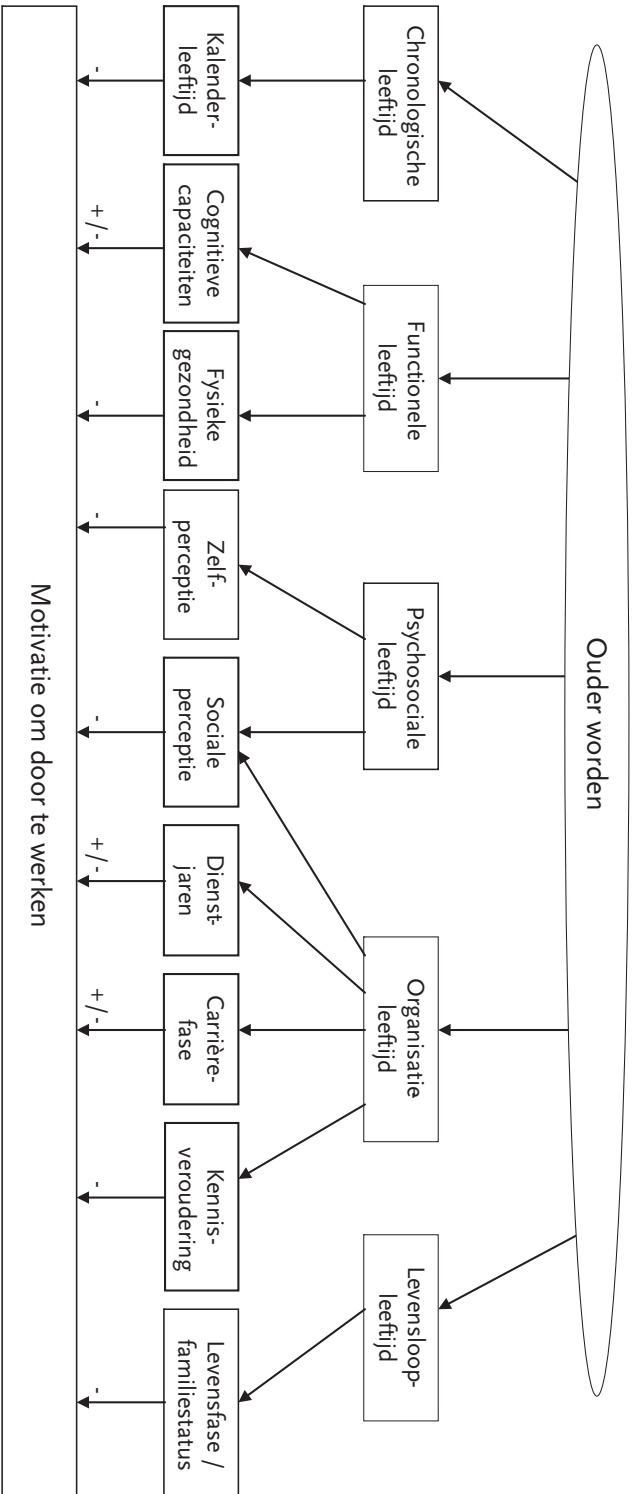 Ouder worden
Chronologische
leeftijd
Functionele
leeftijd
Psychosociale
leeftijd
Organisatie
leeftijd
Levensloop-
leeftijd
Kalender-
leeftijd
Cognitieve
capaciteiten
Fysieke
gezondheid
Zelf-
perceptie
Sociale
perceptie
Dienst-
jaren
Carrière-
fase
Kennis-
veroudering
Levensfase /
familiestatus
-
+/-
-
-
-
+/-
+/-
-
-
Motivatie om door te werken